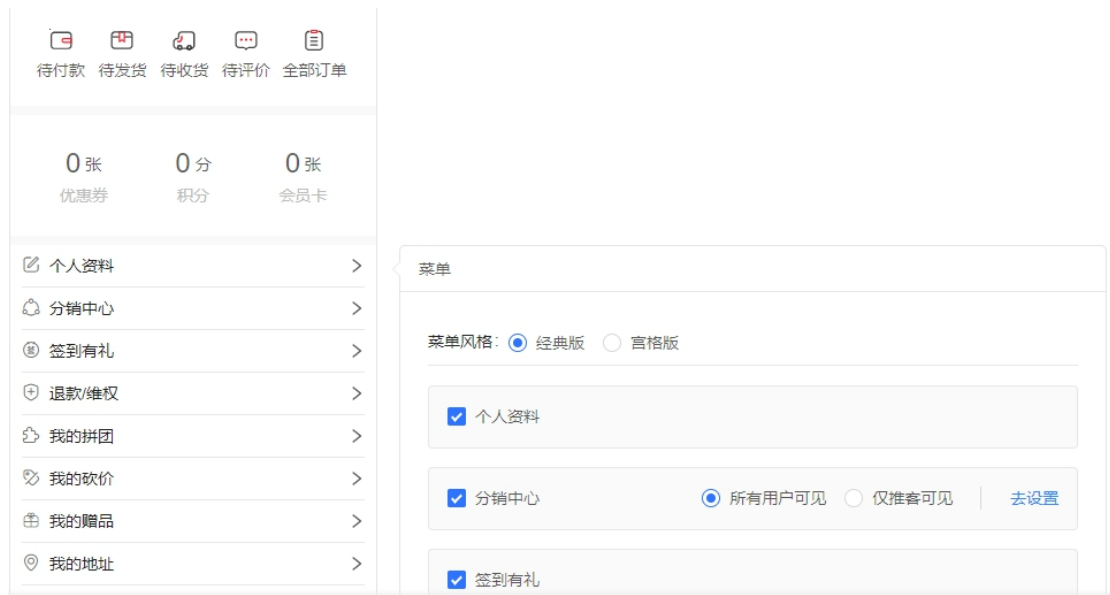 待付款 待发货 待收货 待评价 全部订单
0 张 0 分 0 张
优惠券 积分 会员卡
个人资料
分销中心
签到有礼
退款/维权
我的拼团
我的砍价
我的赠品
我的地址
菜单
菜单风格: 经典版 宫格版
个人资料
分销中心 所有用户可见 仅推客可见 去设置
签到有礼